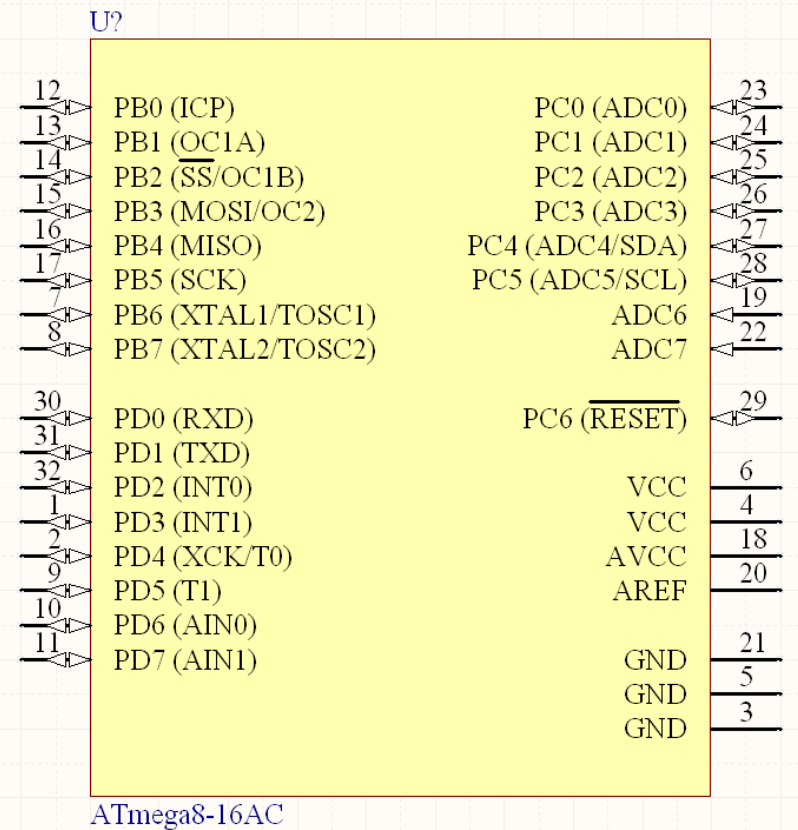 U?
12 PB0 (ICP) PC0 (ADC0) 23
13 PB1 (OC1A) PC1 (ADC1) 24
14 PB2 (SS/OC1B) PC2 (ADC2) 25
15 PB3 (MOSI/OC2) PC3 (ADC3) 26
16 PB4 (MISO) PC4 (ADC4/SDA) 27
17 PB5 (SCK) PC5 (ADC5/SCL) 28
7 PB6 (XTAL1/TOSC1) ADC6 19
8 PB7 (XTAL2/TOSC2) ADC7 22
30 PD0 (RXD) PC6 (RESET) 29
31 PD1 (TXD)
32 PD2 (INT0) VCC 6
1 PD3 (INT1) VCC 4
2 PD4 (XCK/T0) AVCC 18
9 PD5 (T1) AREF 20
10 PD6 (AIN0)
11 PD7 (AIN1) GND 21
GND 5
GND 3
ATmega8-16AC